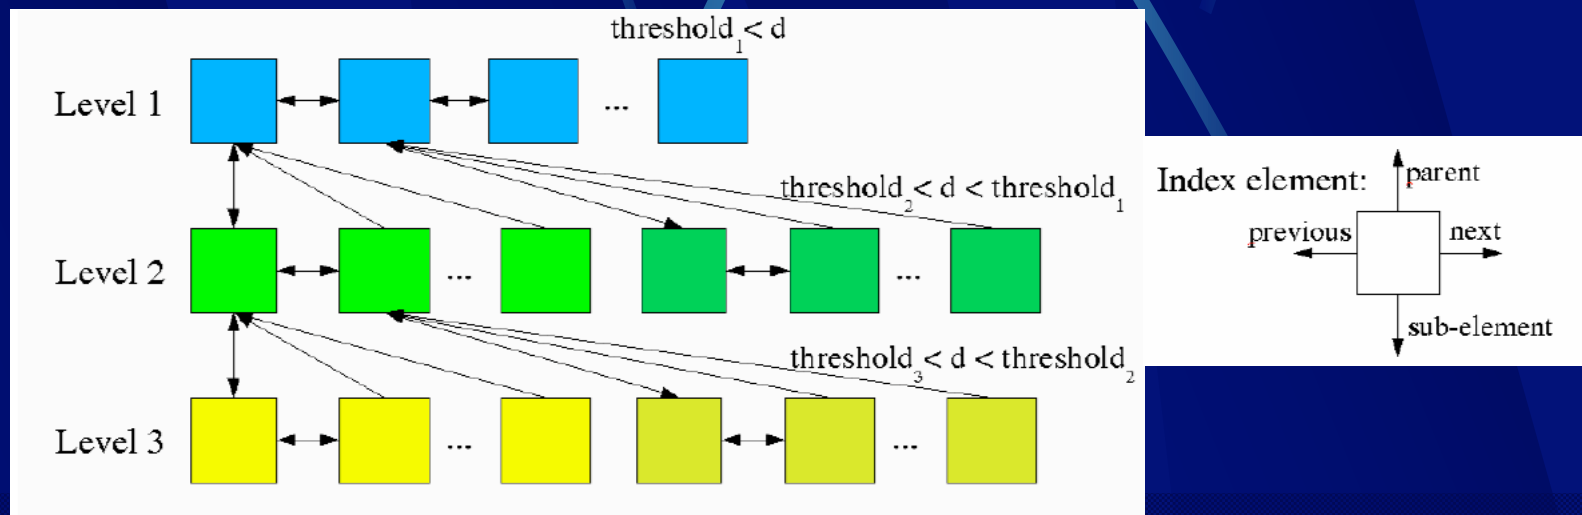 threshold₁ < d
Level 1
...
threshold₂ < d < threshold₁
Level 2
...
...
threshold₃ < d < threshold₂
Level 3
...
...
Index element:
parent
previous
next
sub-element